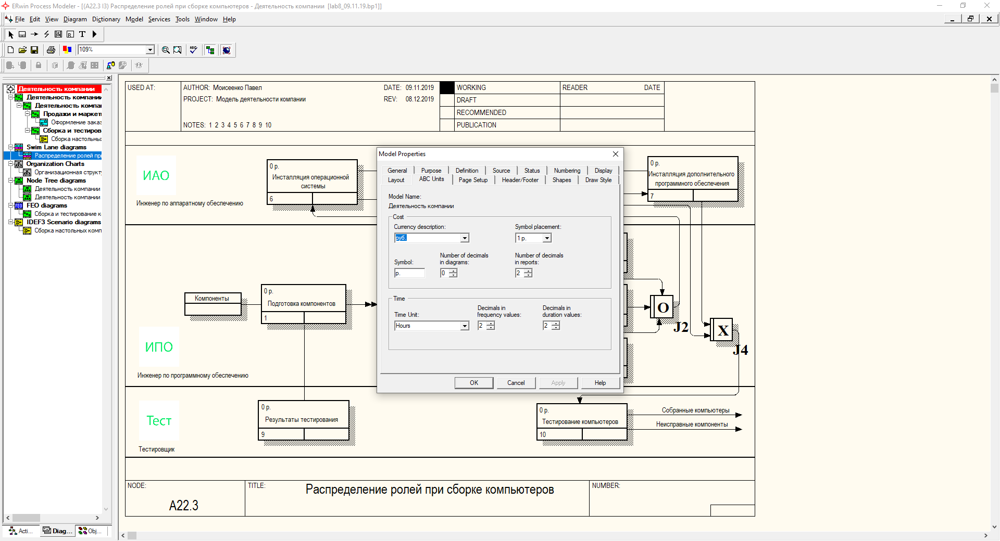 ERwin Process Modeler - [(A22.3 I3) Распределение ролей при сборке компьютеров - Деятельность компании  [lab8_09.11.19.bp1]]
File Edit View Diagram Dictionary Model Services Tools Window Help
109%
Деятельность компании
Деятельность компании
Деятельность компа
Продажи и маркет
Оформление заказ
Сборка и тестиров
Сборка настольны
Swim Lane diagrams
Распределение ролей пр
Organization Charts
Организационная структу
Node Tree diagrams
Деятельность компании
Деятельность компании
FEO diagrams
Сборка и тестирование к
IDEF3 Scenario diagrams
Сборка настольных комп
Acti... Diag... Obj...
USED AT:
AUTHOR: Моисеенко Павел
DATE: 09.11.2019
PROJECT: Модель деятельности компании
REV: 08.12.2019
NOTES: 1 2 3 4 5 6 7 8 9 10
WORKING
DRAFT
RECOMMENDED
PUBLICATION
READER DATE
ИАО
Инженер по аппаратному обеспечению
0 р.
Инсталляция операционной
системы
6
0 р.
Инсталляция дополнительного
программного обеспечения
7
Компоненты
0 р.
Подготовка компонентов
1
O
J2
X
J4
ИПО
Инженер по программному обеспечению
Тест
Тестировщик
0 р.
Результаты тестирования
9
0 р.
Тестирование компьютеров
10
Собранные компьютеры
Неисправные компоненты
NODE:
A22.3
TITLE:
Распределение ролей при сборке компьютеров
NUMBER:
Model Properties
General Purpose Definition Source Status Numbering Display
Layout ABC Units Page Setup Header/Footer Shapes Draw Style
Model Name:
Деятельность компании
Cost
Currency description:
руб.
Symbol placement:
1 р.
Symbol:
р.
Number of decimals
in diagrams:
0
Number of decimals
in reports:
2
Time
Time Unit:
Hours
Decimals in
frequency values:
2
Decimals in
duration values:
2
OK Cancel Apply Help